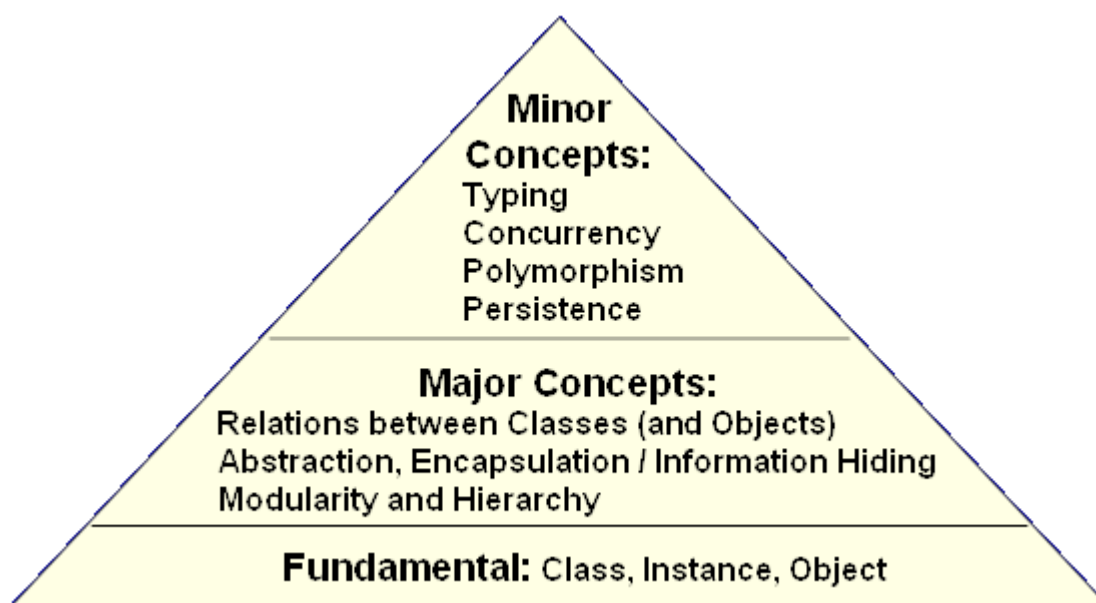 Minor
Concepts:
Typing
Concurrency
Polymorphism
Persistence
Major Concepts:
Relations between Classes (and Objects)
Abstraction, Encapsulation / Information Hiding
Modularity and Hierarchy
Fundamental: Class, Instance, Object